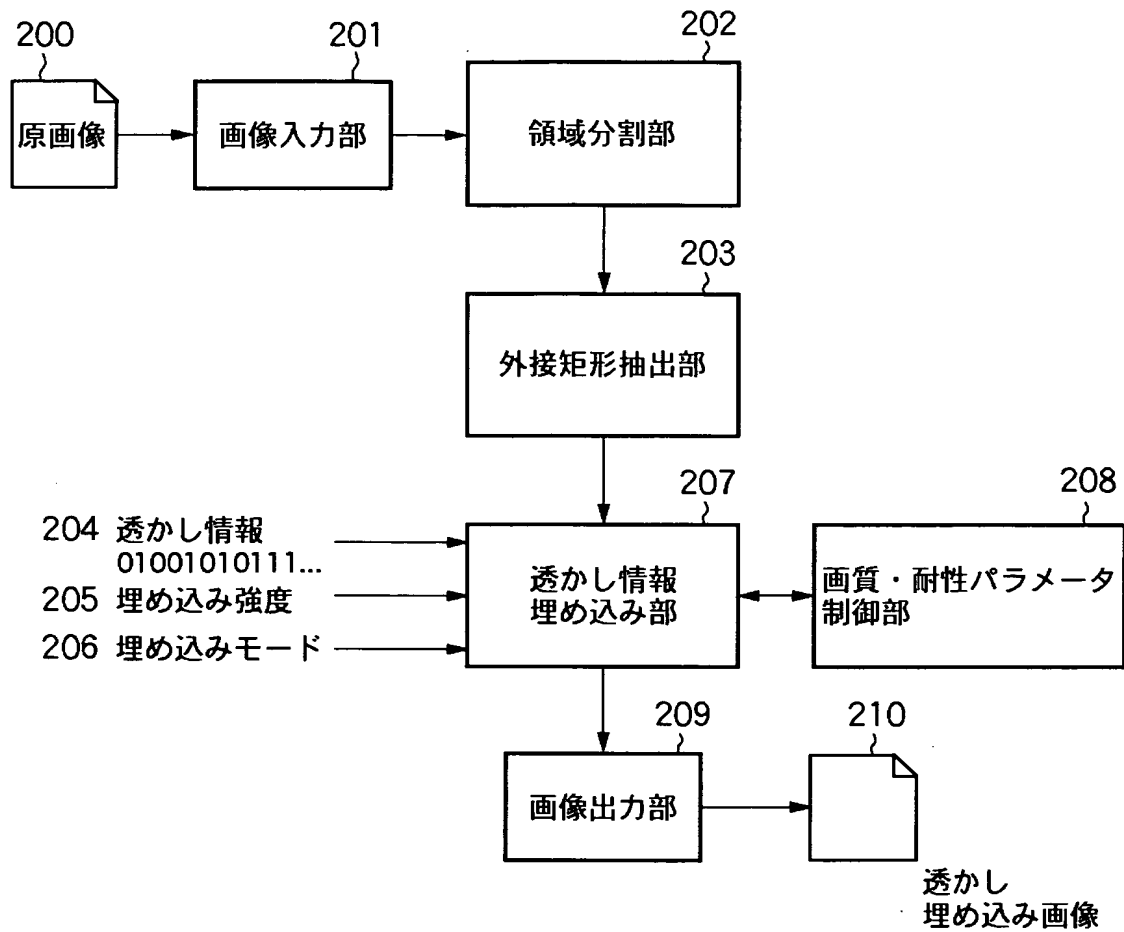 200
201
202
原画像
画像入力部
領域分割部
203
外接矩形抽出部
207
208
204 透かし情報
01001010111...
205 埋め込み強度
206 埋め込みモード
透かし情報
埋め込み部
画質・耐性パラメータ
制御部
209
210
画像出力部
透かし
埋め込み画像